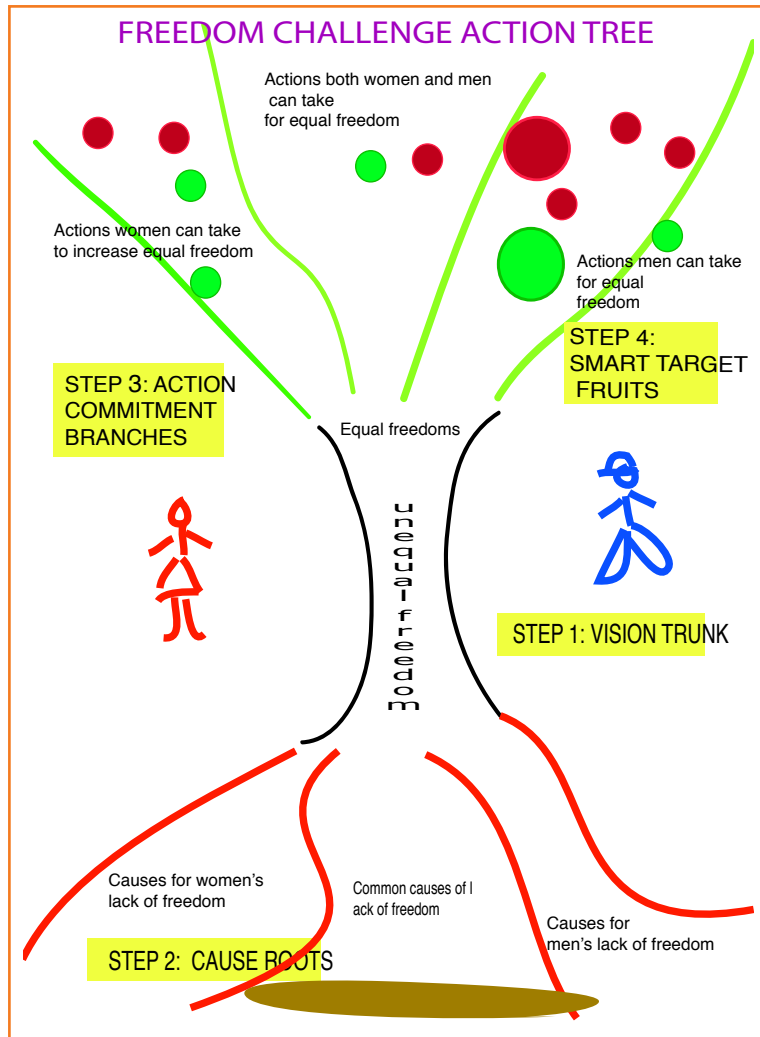 FREEDOM CHALLENGE ACTION TREE
Actions both women and men
can take
for equal freedom
Actions women can take
to increase equal freedom
Actions men can take
for equal
freedom
STEP 4:
SMART TARGET
FRUITS
STEP 3: ACTION
COMMITMENT
BRANCHES
Equal freedoms
unequal freedom
STEP 1: VISION TRUNK
Causes for women's
lack of freedom
Common causes of l
ack of freedom
Causes for
men's lack of freedom
STEP 2: CAUSE ROOTS